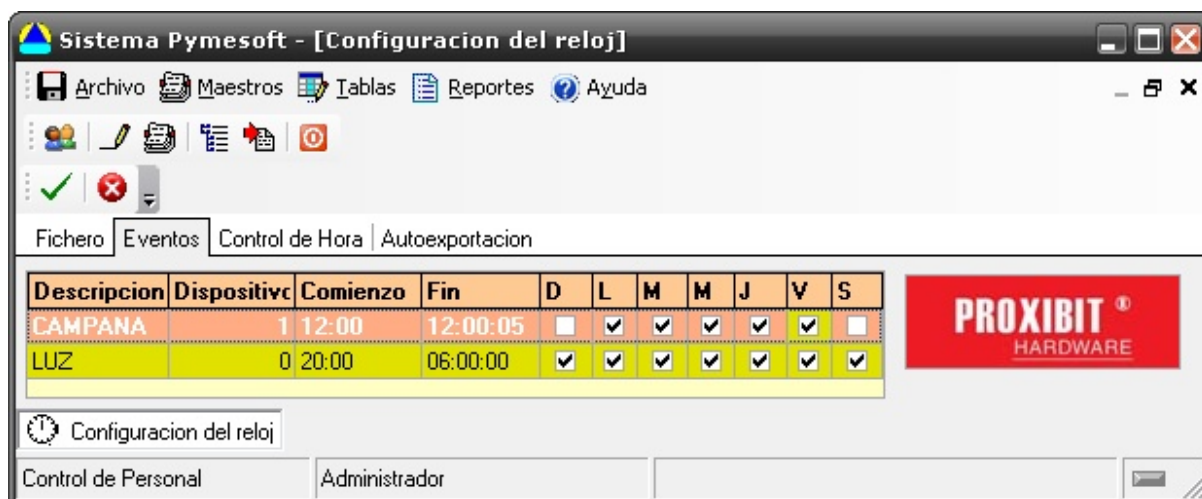 Sistema Pymesoft - [Configuracion del reloj]
Archivo Maestros Tablas Reportes Ayuda
Fichero Eventos Control de Hora Autoexportacion
Descripcion Dispositivc Comienzo Fin D L M M J V S
CAMPANA 1 12:00 12:00:05
LUZ 0 20:00 06:00:00
PROXIBIT ®
HARDWARE
Configuracion del reloj
Control de Personal Administrador